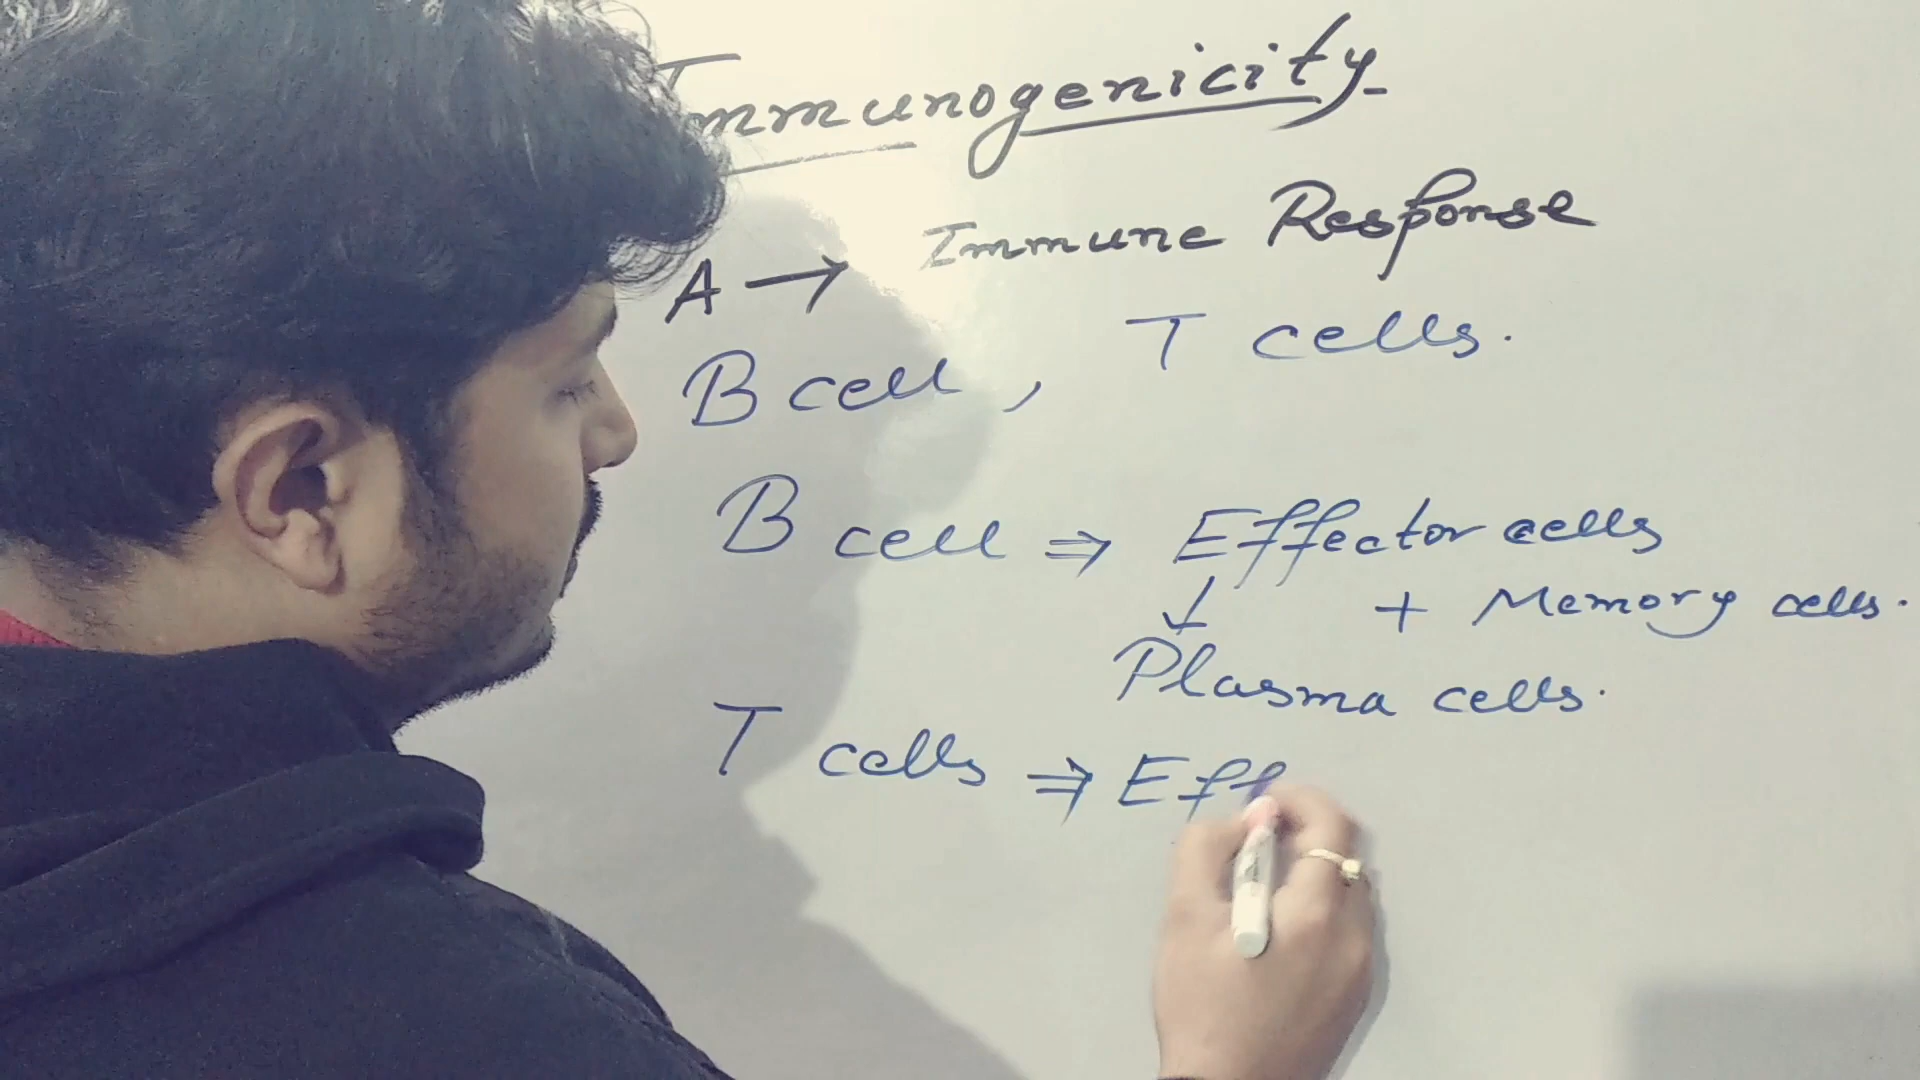 Immunogenicity
A → Immune Response
B cell, T cells.
B cell ⇒ Effector cells
↓ + Memory cells.
Plasma cells.
T cells ⇒ Eff